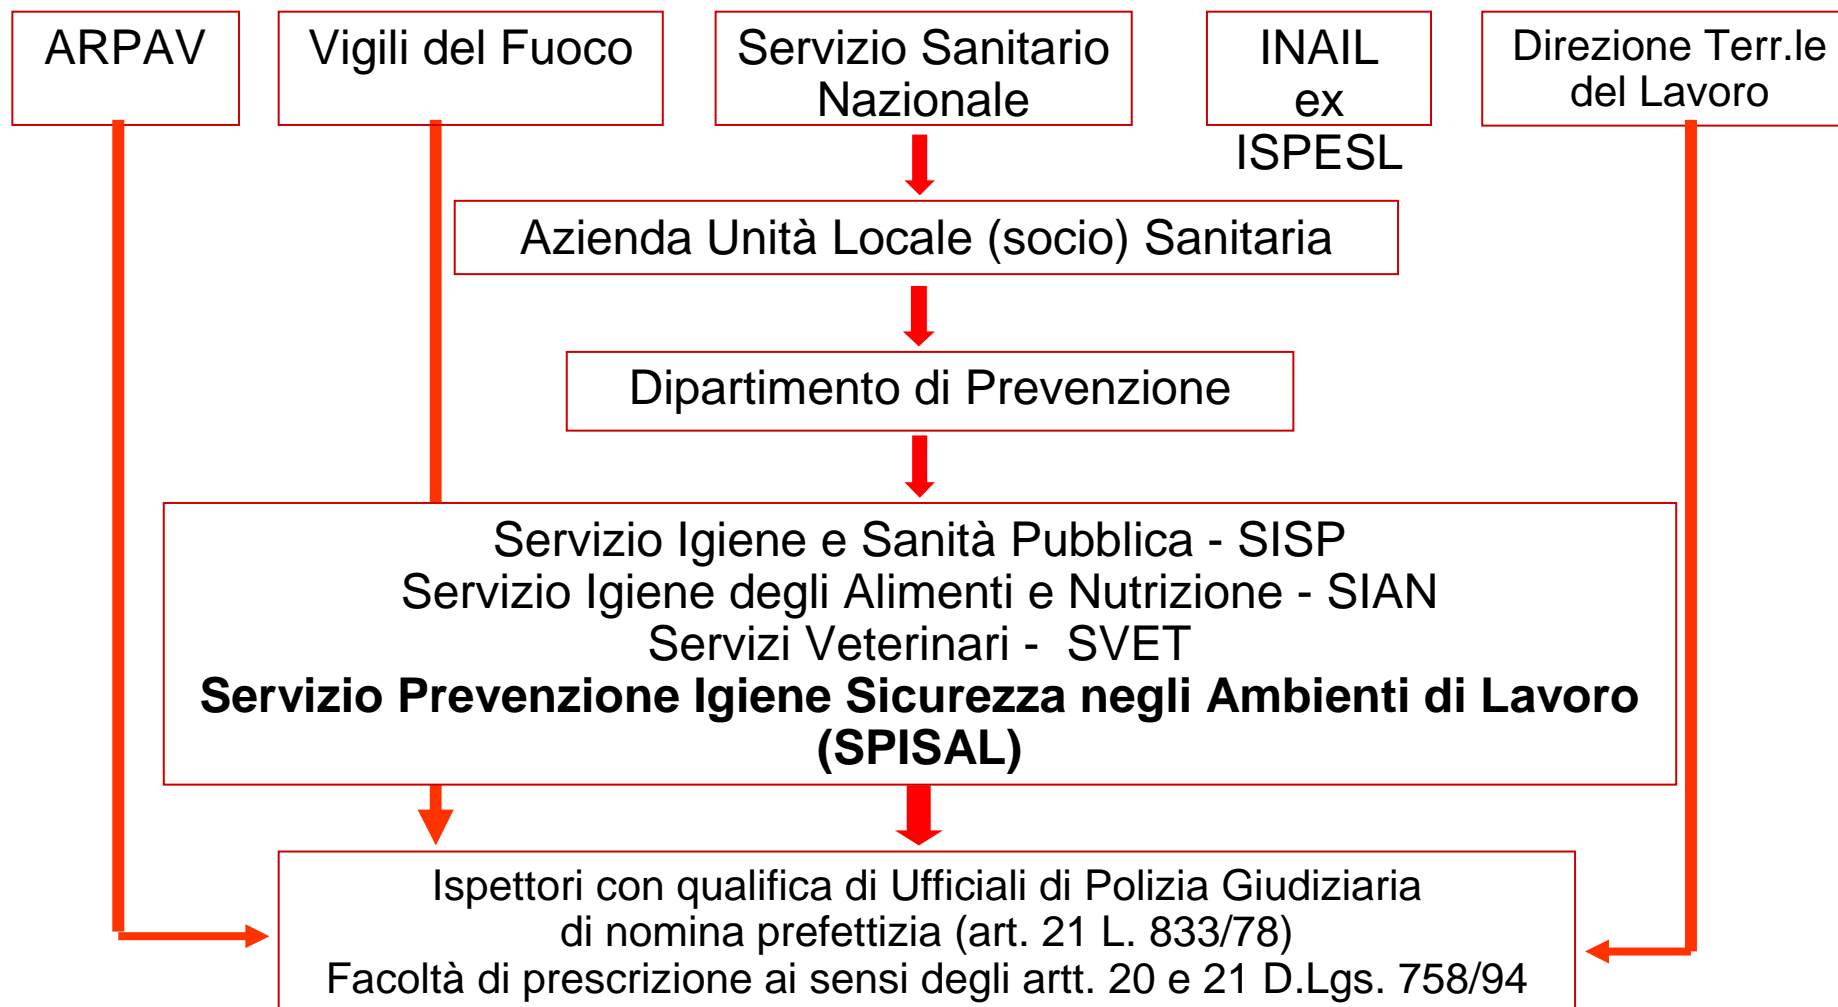 ARPAV
Vigili del Fuoco
Servizio Sanitario
Nazionale
INAIL
ex
ISPESL
Direzione Terr.le
del Lavoro
Azienda Unità Locale (socio) Sanitaria
Dipartimento di Prevenzione
Servizio Igiene e Sanità Pubblica - SISP
Servizio Igiene degli Alimenti e Nutrizione - SIAN
Servizi Veterinari - SVET
Servizio Prevenzione Igiene Sicurezza negli Ambienti di Lavoro
(SPISAL)
Ispettori con qualifica di Ufficiali di Polizia Giudiziaria
di nomina prefettizia (art. 21 L. 833/78)
Facoltà di prescrizione ai sensi degli artt. 20 e 21 D.Lgs. 758/94